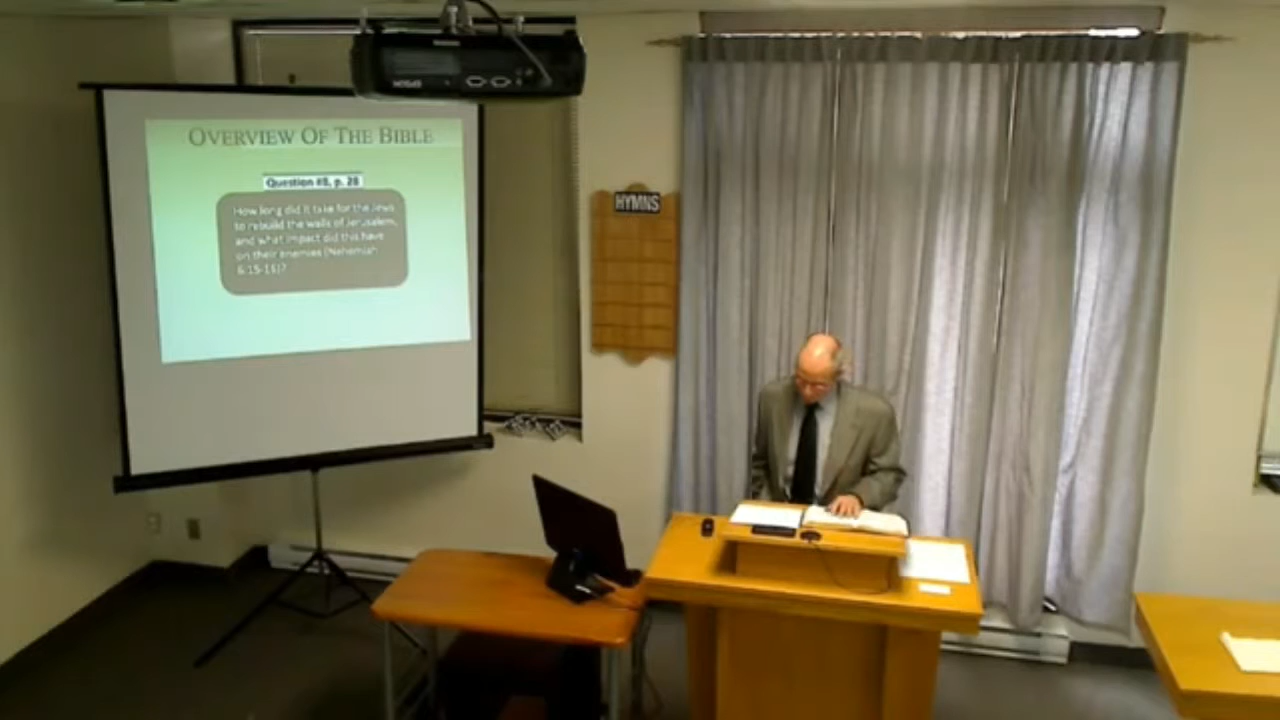 OVERVIEW OF THE BIBLE
Question #8, p. 28
How long did it take for the Jews
to rebuild the walls of Jerusalem,
and what impact did this have
on their enemies (Nehemiah
6:15-16)?
HYMNS
EPSON